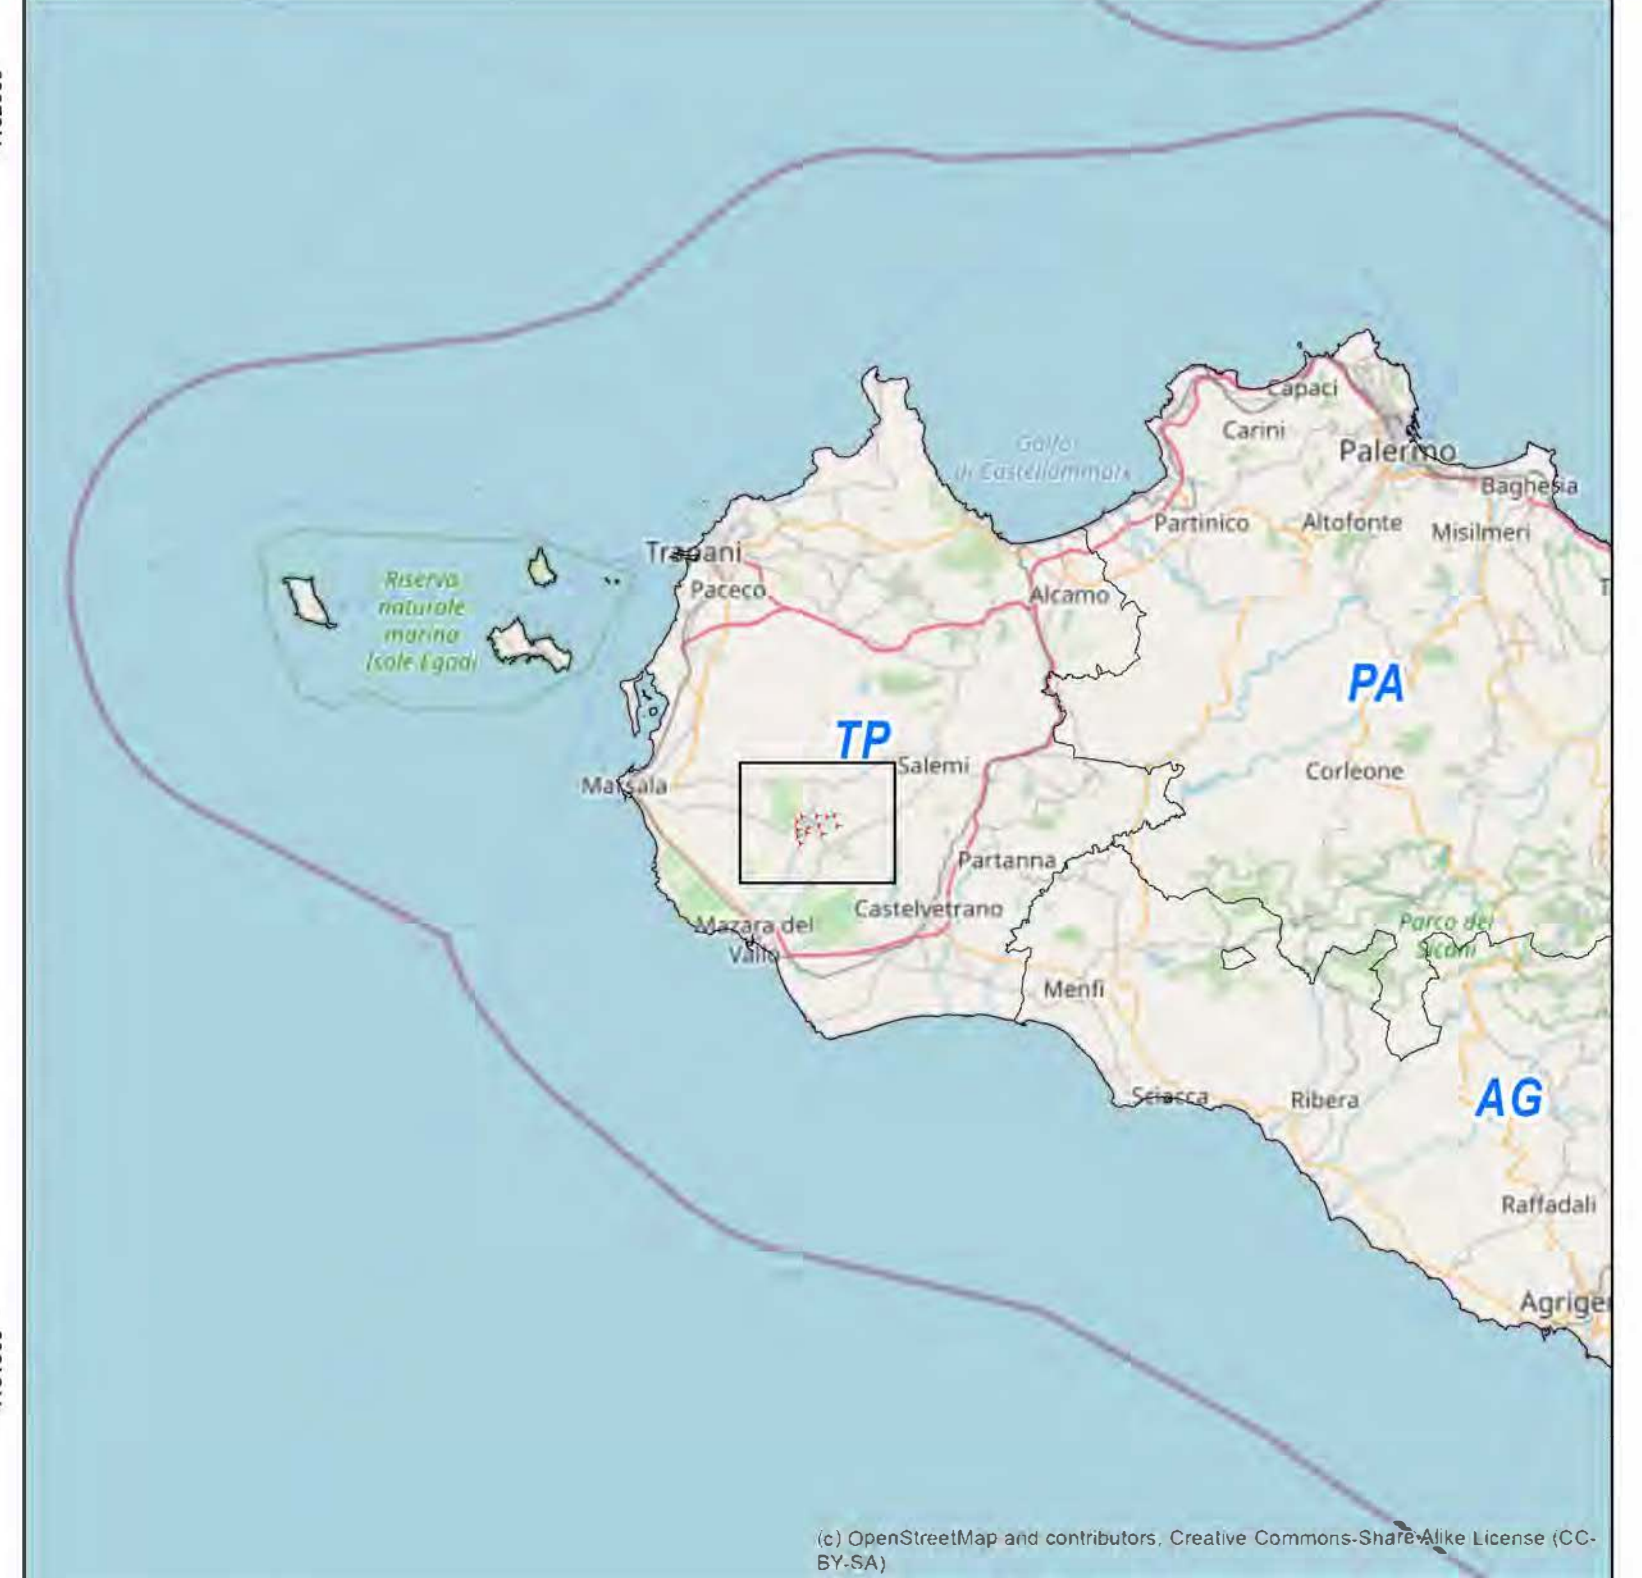 Capaci
Carini
Palermo
Golfo
di Castellammare
Bagheria
Partinico
Altofonte
Misilmeri
Trapani
Riserva
naturale
marina
Isole Egadi
Paceco
Alcamo
T
PA
TP
Salemi
Corleone
Marsala
Partanna
Castelvetrano
Mazara del
Vallo
Parco dei
Sicani
Menfi
Sciacca
Ribera
AG
Raffadali
Agrige
(c) OpenStreetMap and contributors, Creative Commons-Share Alike License (CC-
BY-SA)